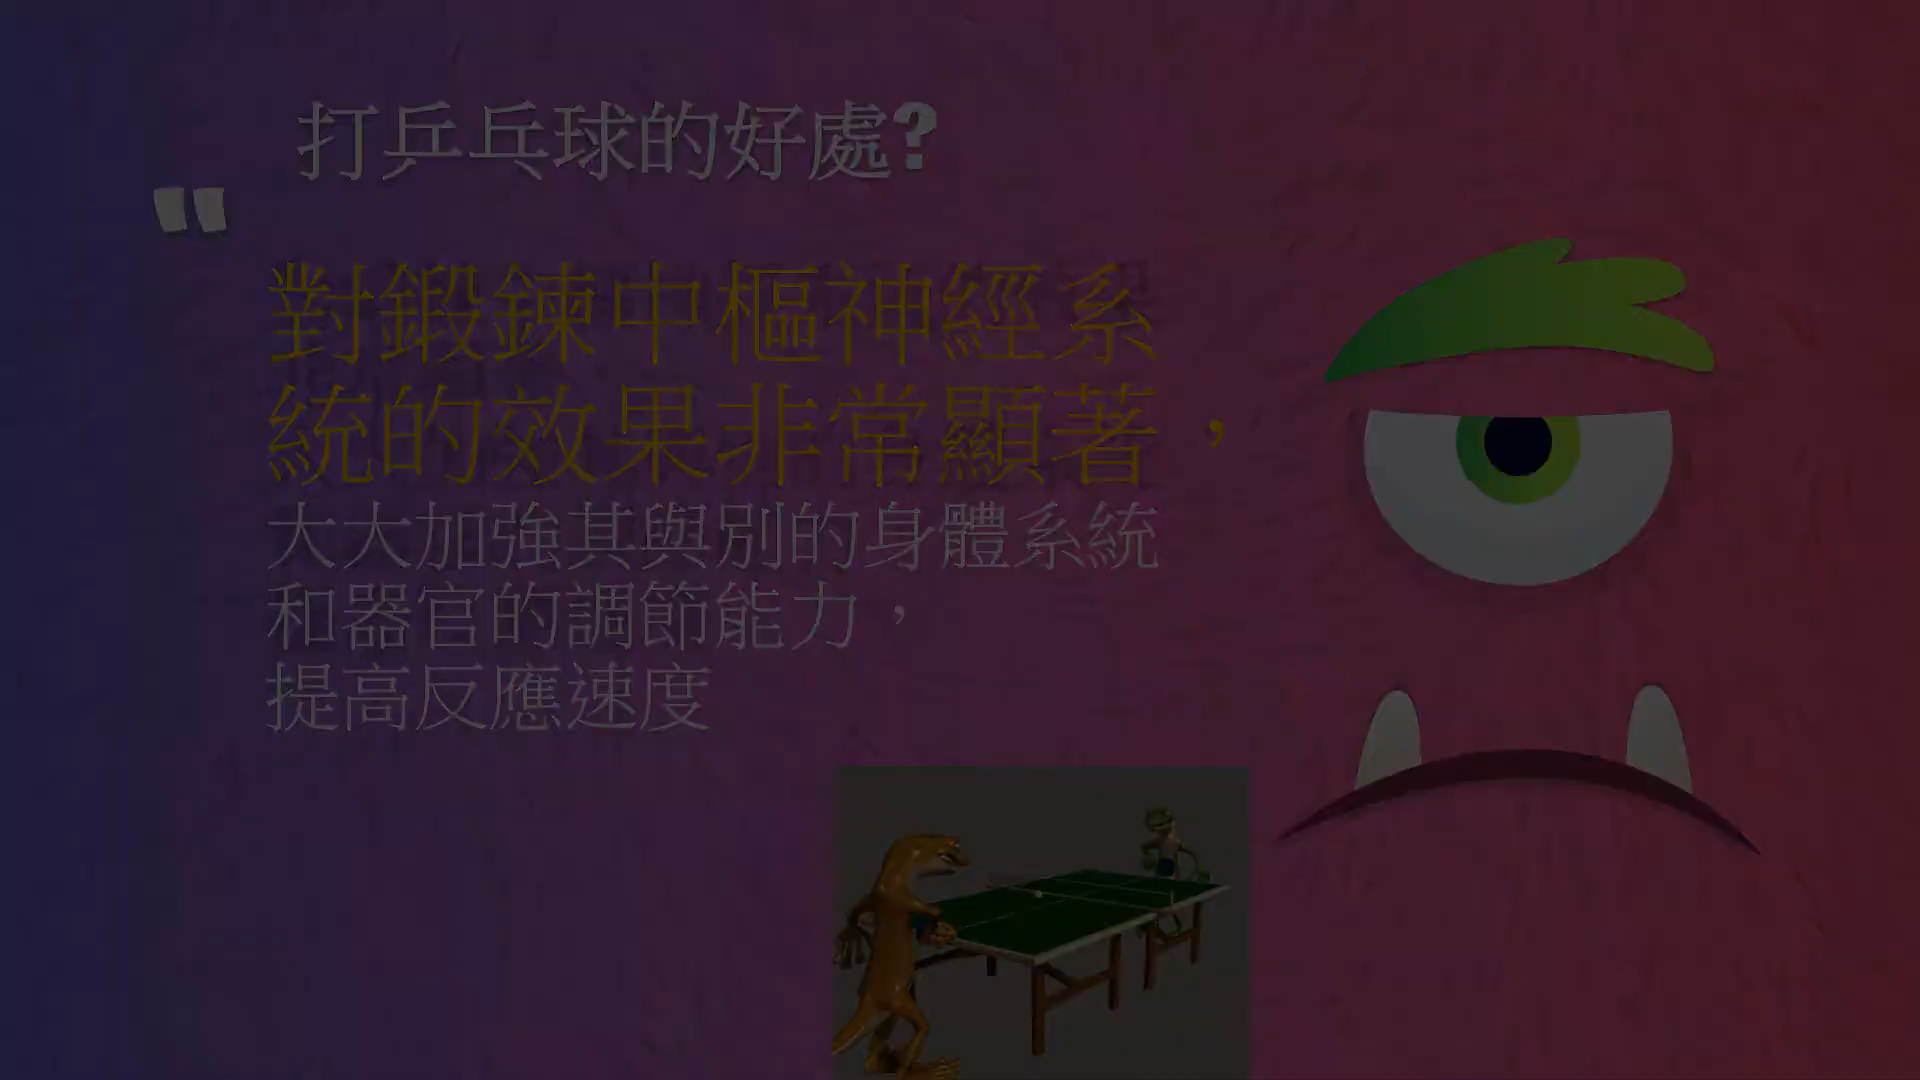 打乒乓球的好處?
"
對鍛鍊中樞神經系
統的效果非常顯著，
大大加強其與別的身體系統
和器官的調節能力，
提高反應速度